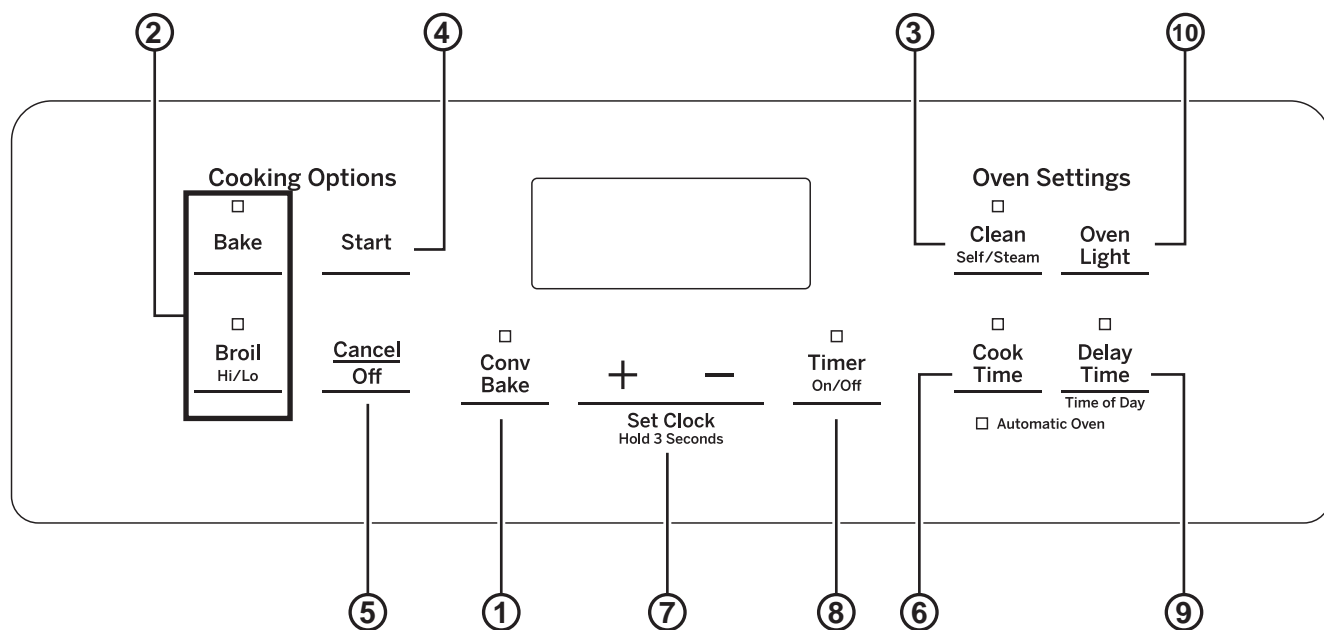 2
4
3
10
Cooking Options
Oven Settings
Bake
Start
Clean
Self/Steam
Oven
Light
Broil
Hi/Lo
Cancel
Off
Conv
Bake
+ −
Set Clock
Hold 3 Seconds
Timer
On/Off
Cook
Time
Delay
Time
Time of Day
Automatic Oven
5
1
7
8
6
9